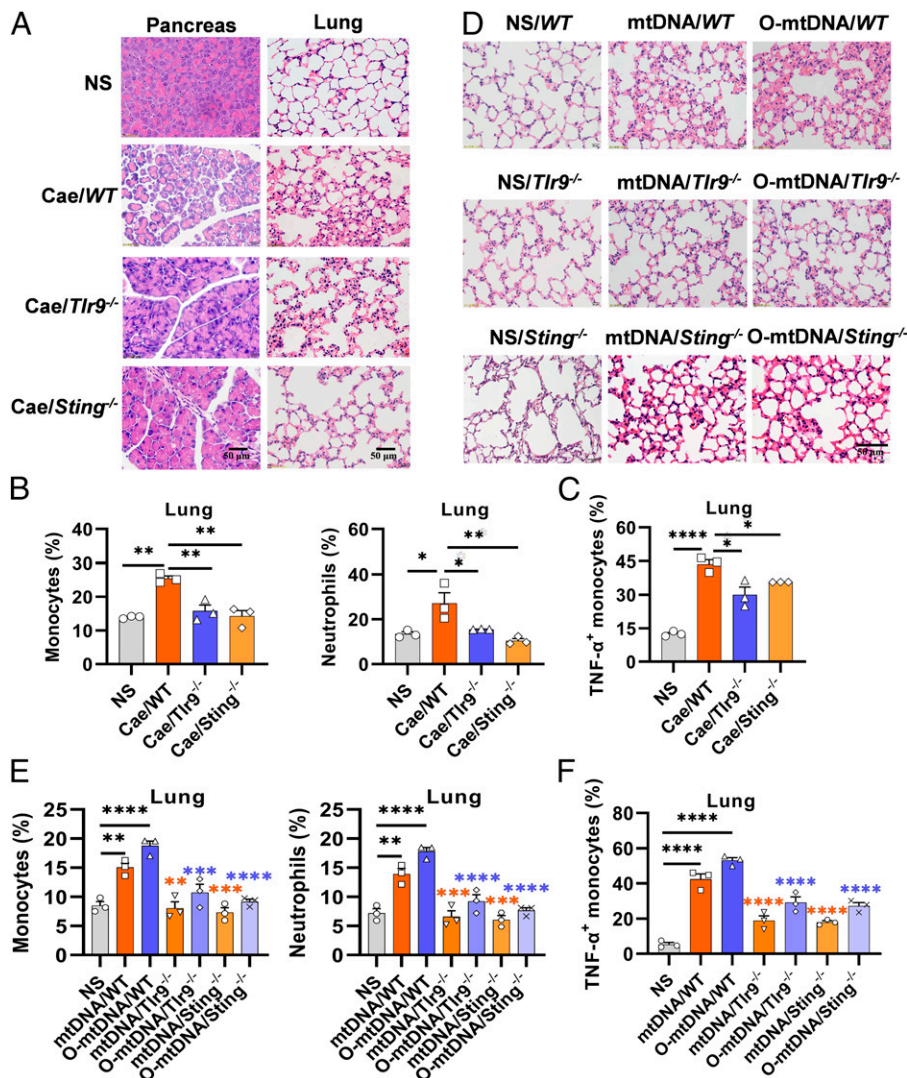 A
Pancreas Lung
NS
Cae/WT
Cae/Tlr9-/-
Cae/Sting-/-
50 μm 50 μm
D
NS/WT mtDNA/WT O-mtDNA/WT
NS/Tlr9-/- mtDNA/Tlr9-/- O-mtDNA/Tlr9-/-
NS/Sting-/- mtDNA/Sting-/- O-mtDNA/Sting-/-
50 μm
B
Lung
Monocytes (%)
40
30
20
10
0
**
**
**
NS
Cae/WT
Cae/Tlr9-/-
Cae/Sting-/-
Lung
Neutrophils (%)
60
40
20
0
*
**
*
NS
Cae/WT
Cae/Tlr9-/-
Cae/Sting-/-
C
Lung
TNF-α+ monocytes (%)
60
45
30
15
0
****
*
*
NS
Cae/WT
Cae/Tlr9-/-
Cae/Sting-/-
E
Lung
Monocytes (%)
25
20
15
10
5
0
****
**
** *** *** ****
NS
mtDNA/WT
O-mtDNA/WT
mtDNA/Tlr9-/-
O-mtDNA/Tlr9-/-
mtDNA/Sting-/-
O-mtDNA/Sting-/-
Lung
Neutrophils (%)
25
20
15
10
5
0
****
**
*** **** *** ****
NS
mtDNA/WT
O-mtDNA/WT
mtDNA/Tlr9-/-
O-mtDNA/Tlr9-/-
mtDNA/Sting-/-
O-mtDNA/Sting-/-
F
Lung
TNF-α+ monocytes (%)
80
60
40
20
0
****
****
**** **** **** ****
NS
mtDNA/WT
O-mtDNA/WT
mtDNA/Tlr9-/-
O-mtDNA/Tlr9-/-
mtDNA/Sting-/-
O-mtDNA/Sting-/-